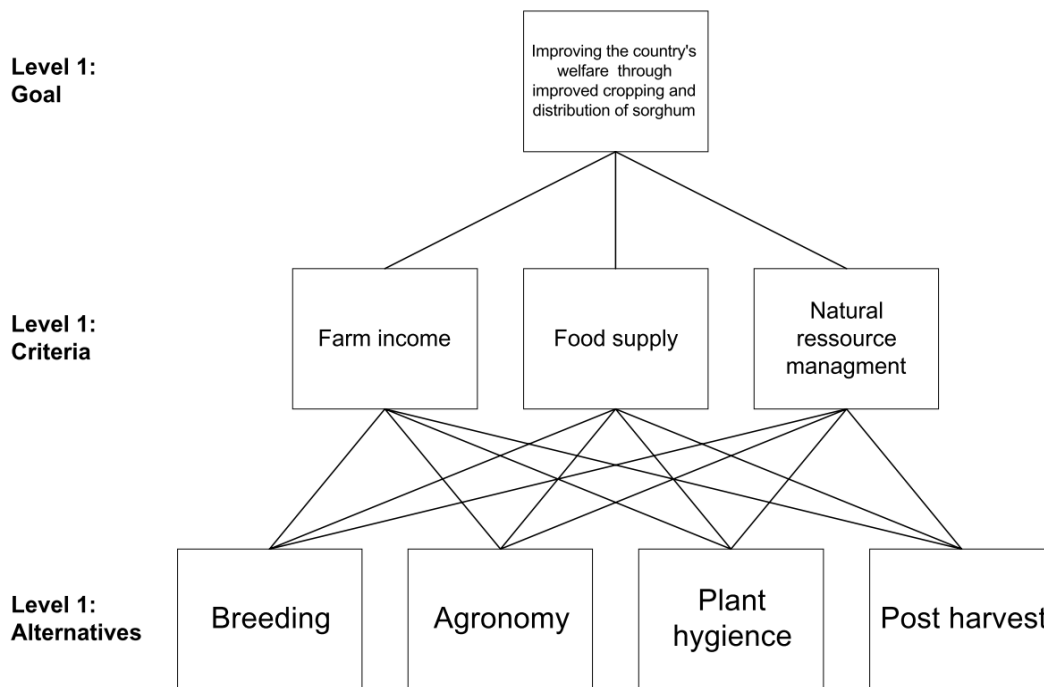 Level 1:
Goal
Improving the country's
welfare through
improved cropping and
distribution of sorghum
Level 1:
Criteria
Farm income
Food supply
Natural
ressource
managment
Level 1:
Alternatives
Breeding
Agronomy
Plant
hygience
Post harvest